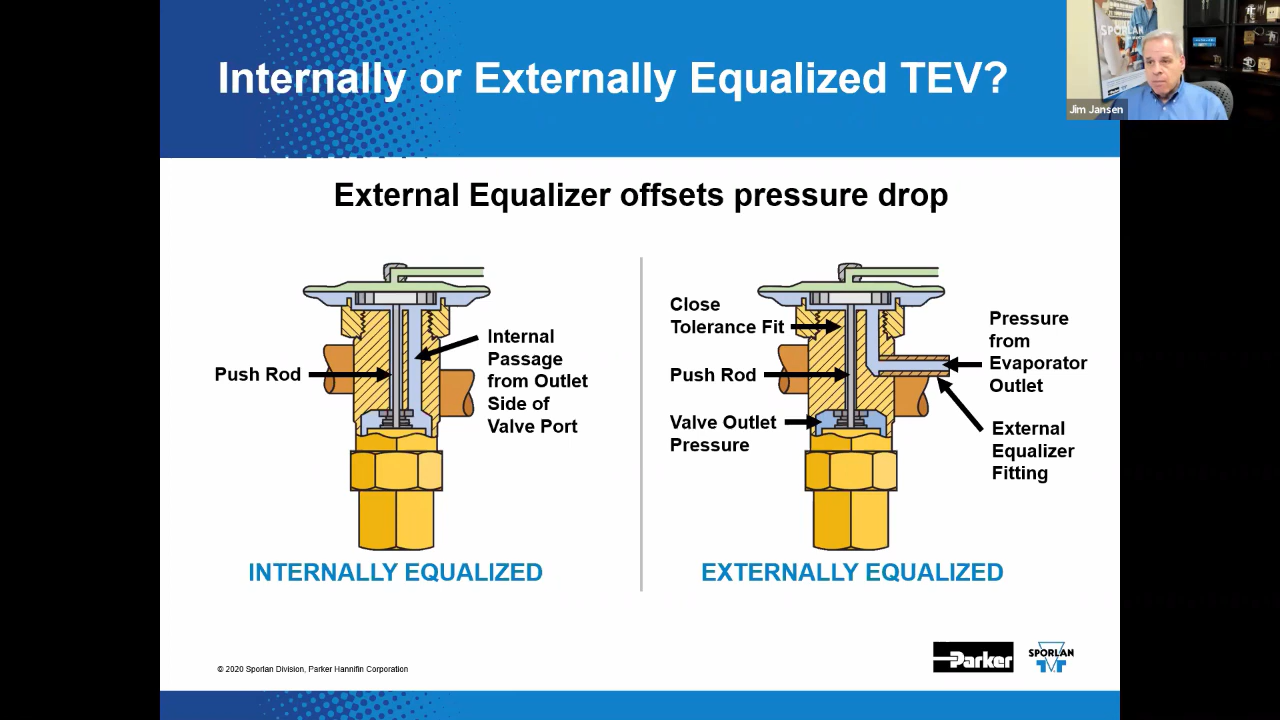 Internally or Externally Equalized TEV?
SPORLAN
Jim Jansen
External Equalizer offsets pressure drop
Push Rod
Internal
Passage
from Outlet
Side of
Valve Port
INTERNALLY EQUALIZED
Close
Tolerance Fit
Push Rod
Valve Outlet
Pressure
Pressure
from
Evaporator
Outlet
External
Equalizer
Fitting
EXTERNALLY EQUALIZED
© 2020 Sporlan Division, Parker Hannifin Corporation
Parker
SPORLAN